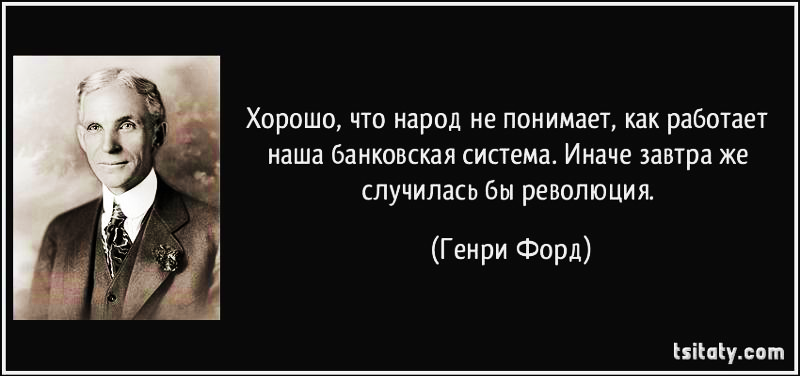 Хорошо, что народ не понимает, как работает
наша банковская система. Иначе завтра же
случилась бы революция.
(Генри Форд)
tsitaty.com